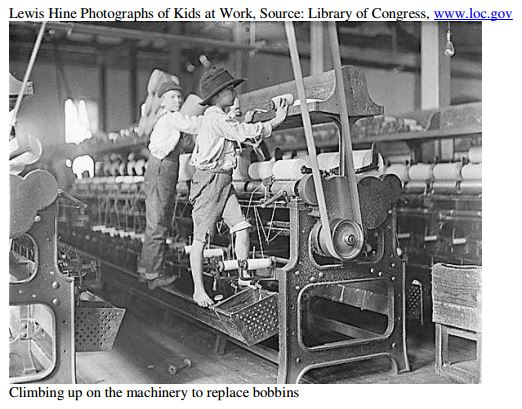 Lewis Hine Photographs of Kids at Work, Source: Library of Congress, www.loc.gov
Climbing up on the machinery to replace bobbins